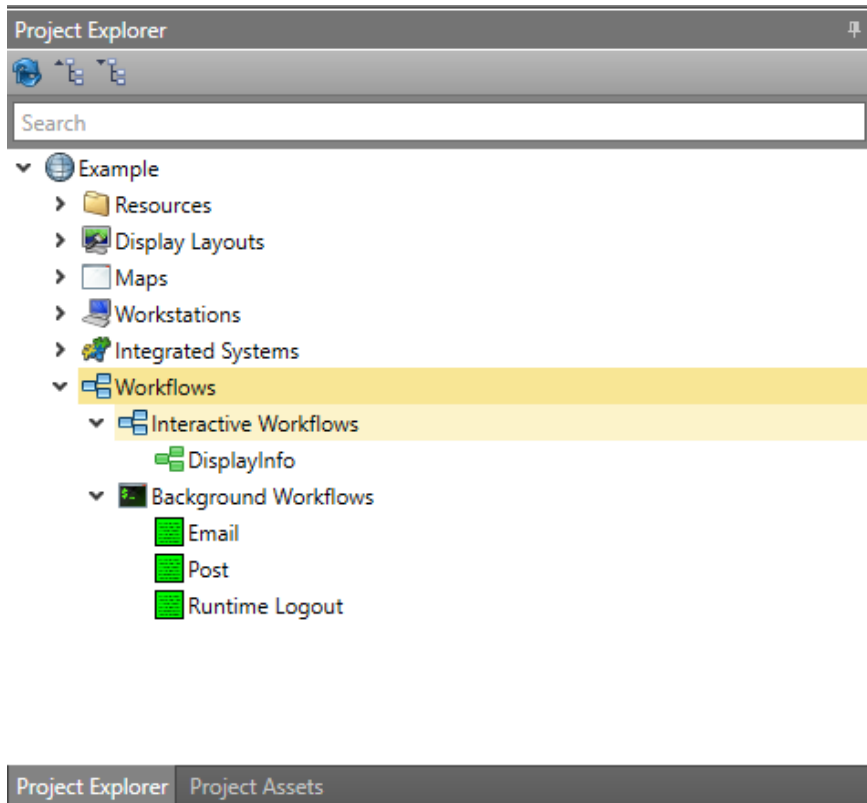 Project Explorer
Search
Example
Resources
Display Layouts
Maps
Workstations
Integrated Systems
Workflows
Interactive Workflows
DisplayInfo
Background Workflows
Email
Post
Runtime Logout
Project Explorer Project Assets